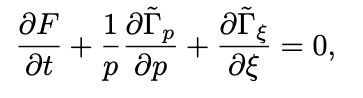 ∂F/∂t + (1/p) ∂Γ̃_p/∂p + ∂Γ̃_ξ/∂ξ = 0,